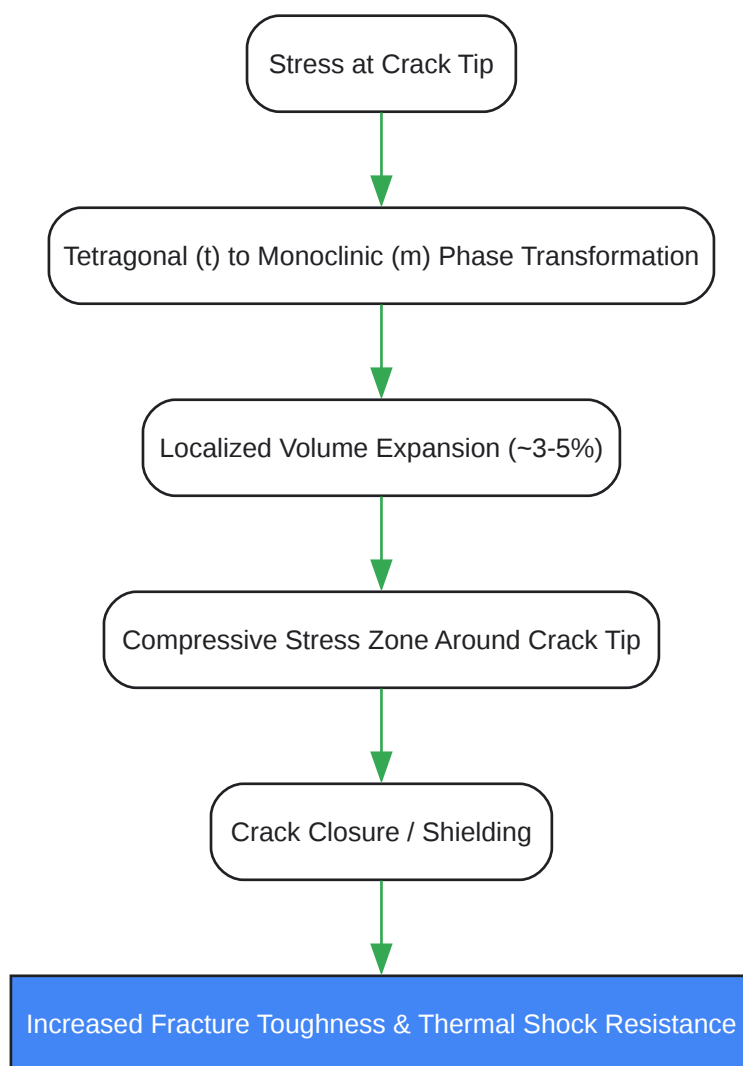 Stress at Crack Tip
Tetragonal (t) to Monoclinic (m) Phase Transformation
Localized Volume Expansion (~3-5%)
Compressive Stress Zone Around Crack Tip
Crack Closure / Shielding
Increased Fracture Toughness & Thermal Shock Resistance